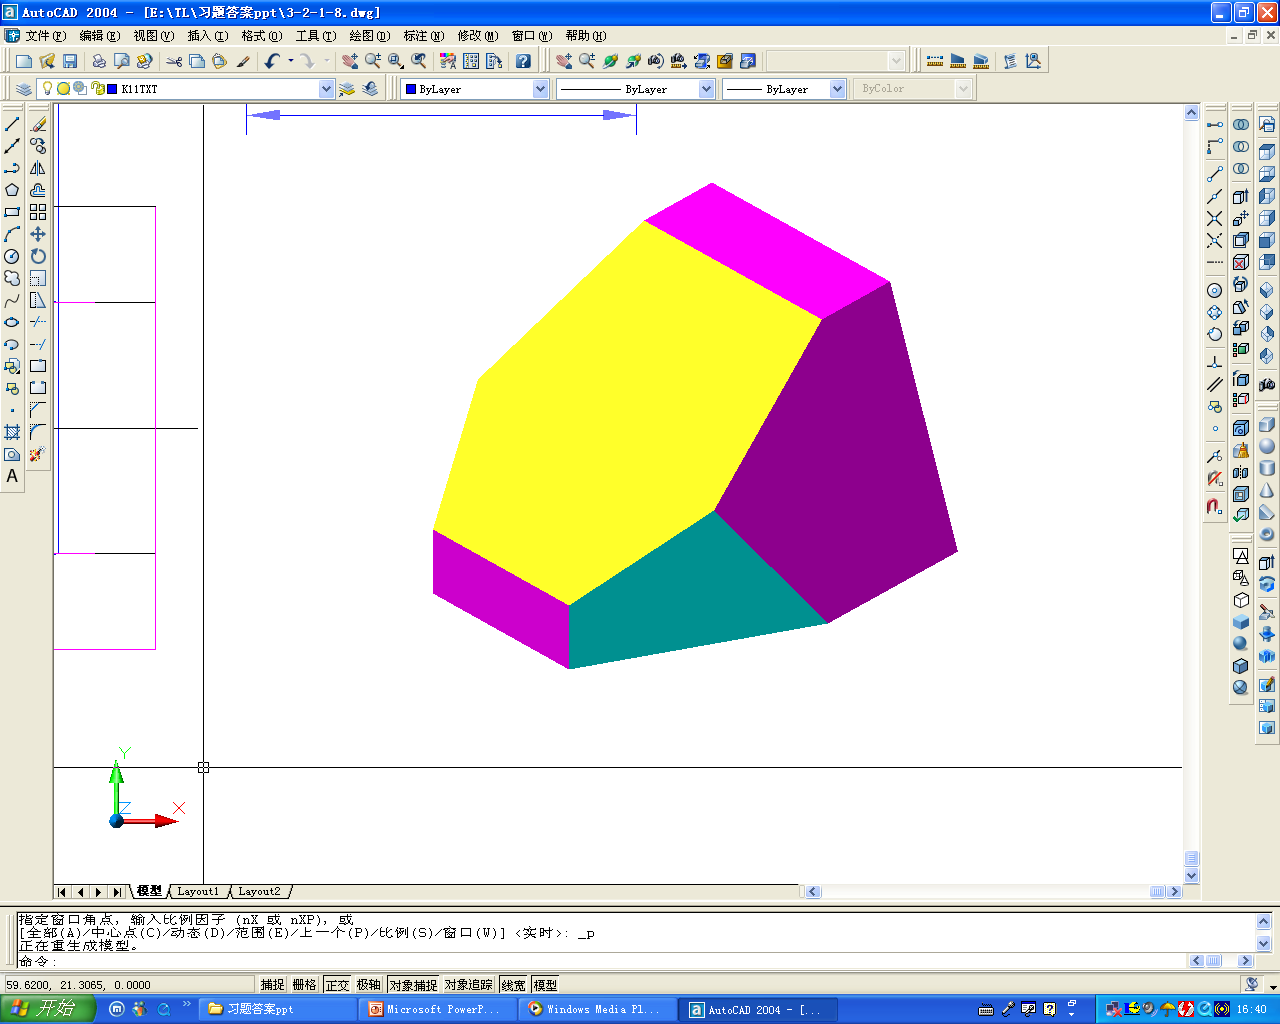 AutoCAD 2004 - [E:\TL\习题答案ppt\3-2-1-8.dwg]
文件(F) 编辑(E) 视图(V) 插入(I) 格式(O) 工具(T) 绘图(D) 标注(N) 修改(M) 窗口(W) 帮助(H)
K11TXT ByLayer ByLayer ByLayer ByColor
A
Y
Z X
模型 Layout1 Layout2
指定窗口角点，输入比例因子 (nX 或 nXP)，或
[全部(A)/中心点(C)/动态(D)/范围(E)/上一个(P)/比例(S)/窗口(W)] <实时>: _p
正在重生成模型。
命令:
59.6200, 21.3065, 0.0000 捕捉 栅格 正交 极轴 对象捕捉 对象追踪 线宽 模型
开始 习题答案ppt Microsoft PowerP... Windows Media Pl... AutoCAD 2004 - [... 16:40